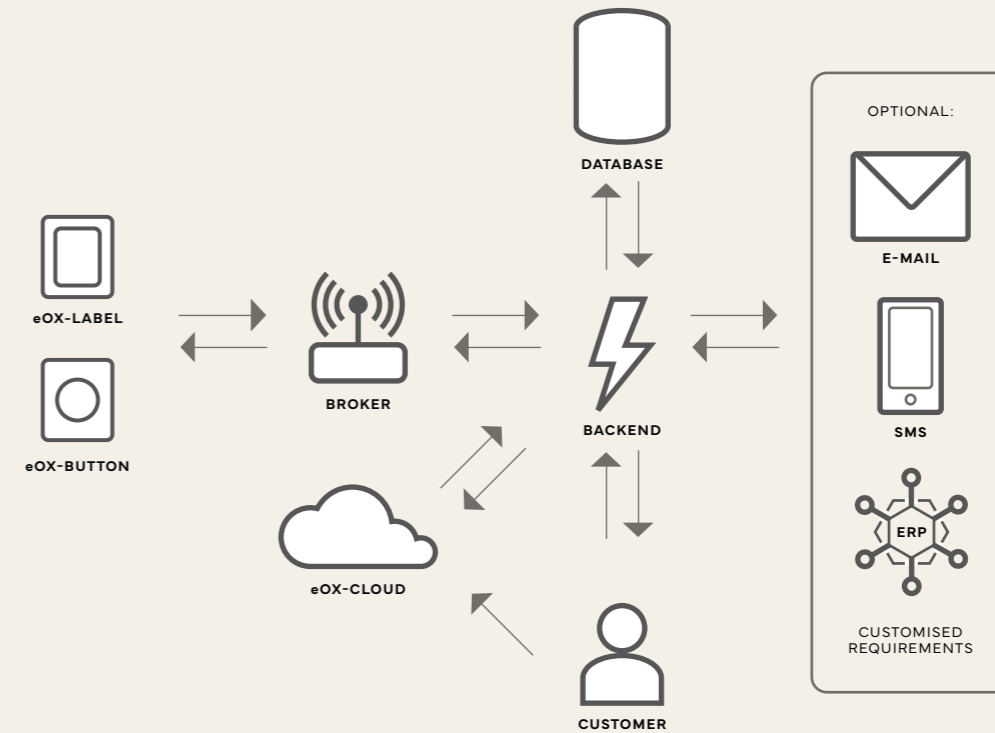 DATABASE
OPTIONAL:
E-MAIL
eOX-LABEL
BROKER
BACKEND
SMS
eOX-BUTTON
ERP
eOX-CLOUD
CUSTOMISED
REQUIREMENTS
CUSTOMER